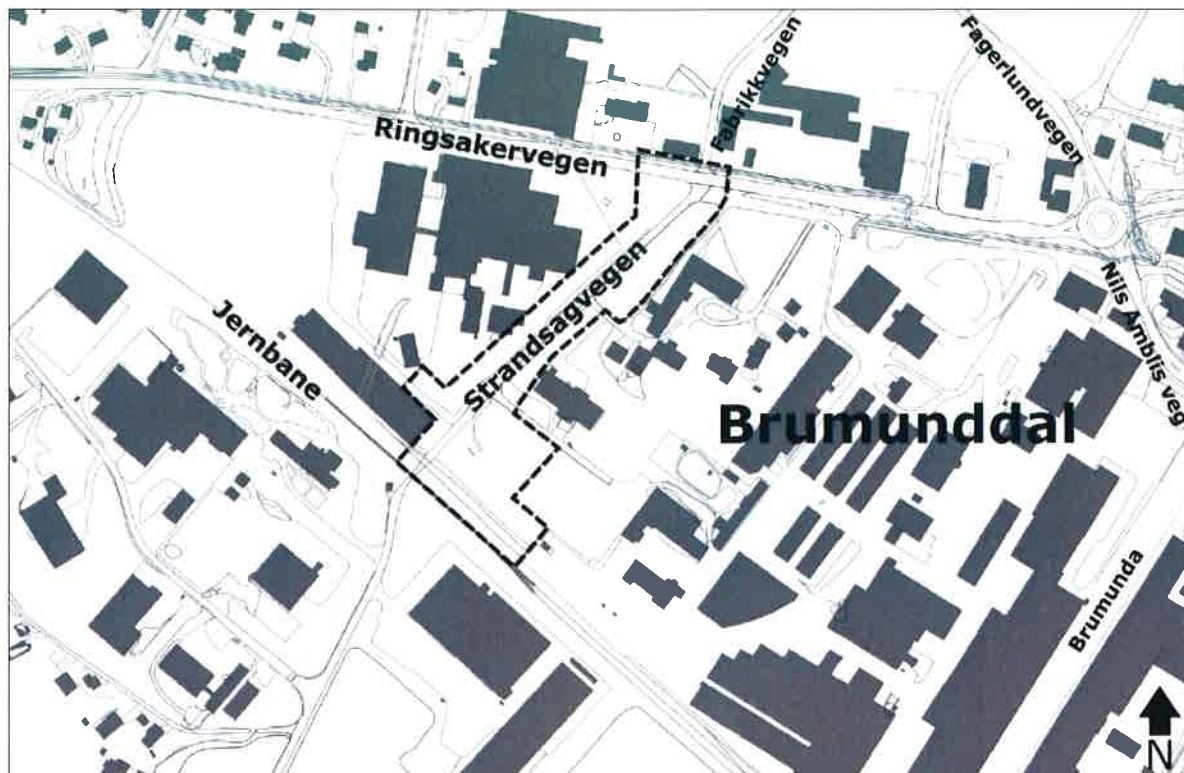 Fagerlundvegen
Fabrikkvegen
Ringsakervegen
Strandsagvegen
Jernbane
Nils Amblis veg
Brumunddal
Brumunda
N